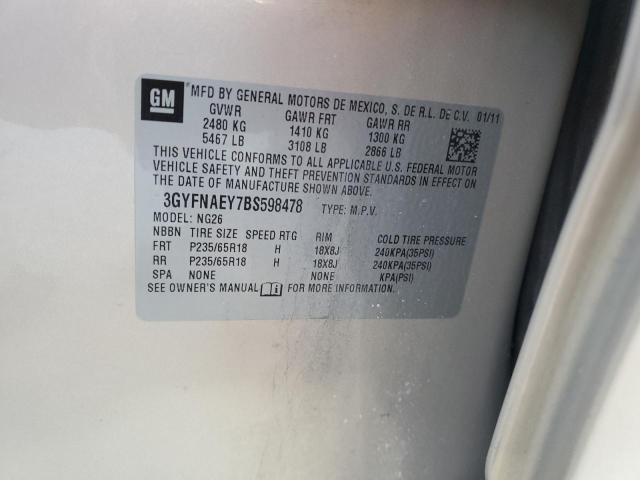 GM MFD BY GENERAL MOTORS DE MEXICO, S. DE R.L. DE C.V. 01/11
GVWR GAWR FRT GAWR RR
2480 KG 1410 KG 1300 KG
5467 LB 3108 LB 2866 LB
THIS VEHICLE CONFORMS TO ALL APPLICABLE U.S. FEDERAL MOTOR
VEHICLE SAFETY AND THEFT PREVENTION STANDARDS IN EFFECT ON
THE DATE OF MANUFACTURE SHOWN ABOVE.
3GYFNAEY7BS598478 TYPE: M.P.V.
MODEL: NG26
NBBN TIRE SIZE SPEED RTG RIM COLD TIRE PRESSURE
FRT P235/65R18 H 18X8J 240KPA(35PSI)
RR P235/65R18 H 18X8J 240KPA(35PSI)
SPA NONE NONE KPA(PSI)
SEE OWNER'S MANUAL FOR MORE INFORMATION.